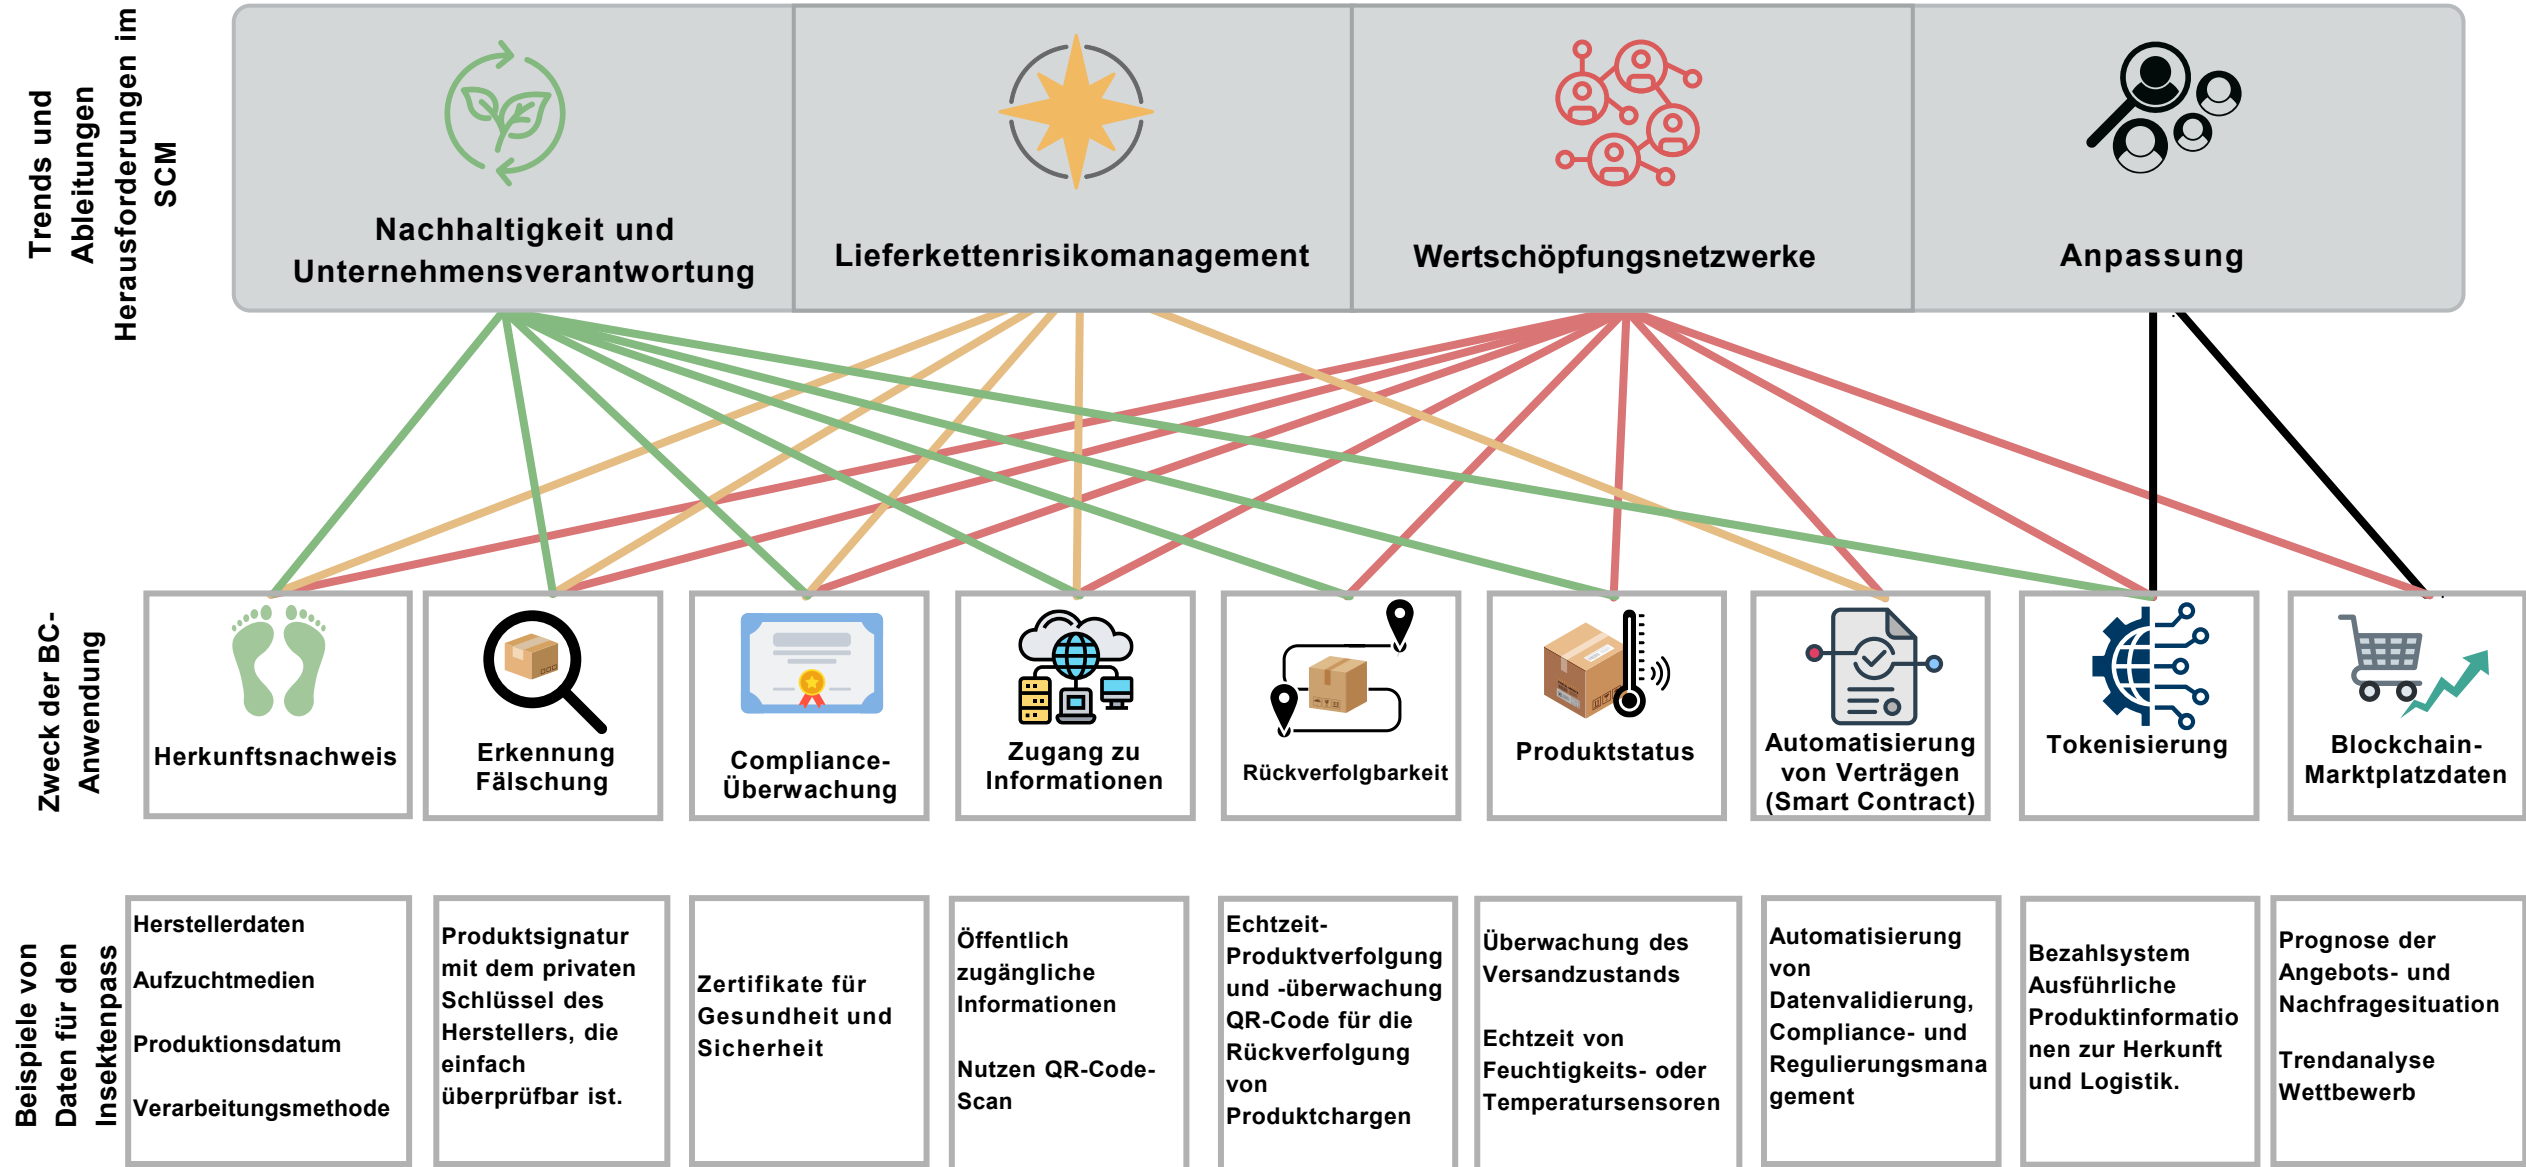 Trends und
Ableitungen
Herausforderungen im
SCM
Nachhaltigkeit und
Unternehmensverantwortung
Lieferkettenrisikomanagement
Wertschöpfungsnetzwerke
Anpassung
Zweck der BC-
Anwendung
Herkunftsnachweis
Erkennung
Fälschung
Compliance-
Überwachung
Zugang zu
Informationen
Rückverfolgbarkeit
Produktstatus
Automatisierung
von Verträgen
(Smart Contract)
Tokenisierung
Blockchain-
Marktplatzdaten
Beispiele von
Daten für den
Insektenpass
Herstellerdaten
Aufzuchtmedien
Produktionsdatum
Verarbeitungsmethode
Produktsignatur
mit dem privaten
Schlüssel des
Herstellers, die
einfach
überprüfbar ist.
Zertifikate für
Gesundheit und
Sicherheit
Öffentlich
zugängliche
Informationen
Nutzen QR-Code-
Scan
Echtzeit-
Produktverfolgung
und -überwachung
QR-Code für die
Rückverfolgung
von
Produktchargen
Überwachung des
Versandzustands
Echtzeit von
Feuchtigkeits- oder
Temperatursensoren
Automatisierung
von
Datenvalidierung,
Compliance- und
Regulierungsmana
gement
Bezahlsystem
Ausführliche
Produktinformatio
nen zur Herkunft
und Logistik.
Prognose der
Angebots- und
Nachfragesituation
Trendanalyse
Wettbewerb